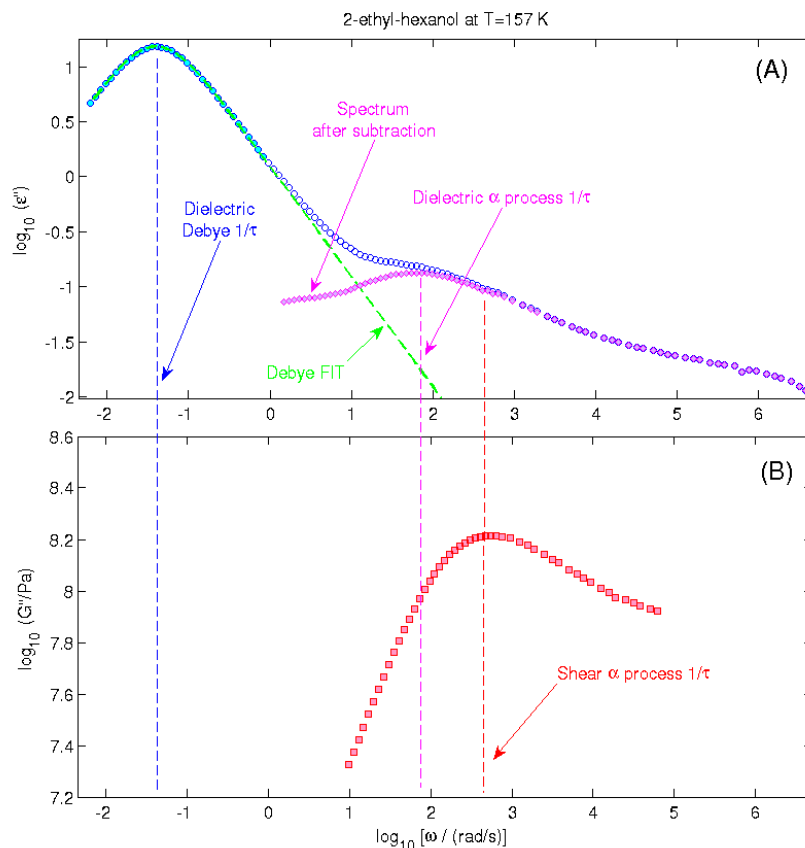 2-ethyl-hexanol at T=157 K
(A)
log10 (ε'')
1
0.5
0
-0.5
-1
-1.5
-2
Spectrum
after subtraction
Dielectric
Debye 1/τ
Dielectric α process 1/τ
Debye FIT
-2 -1 0 1 2 3 4 5 6
(B)
log10 (G''/Pa)
8.6
8.4
8.2
8
7.8
7.6
7.4
7.2
Shear α process 1/τ
-2 -1 0 1 2 3 4 5 6
log10 [ω / (rad/s)]